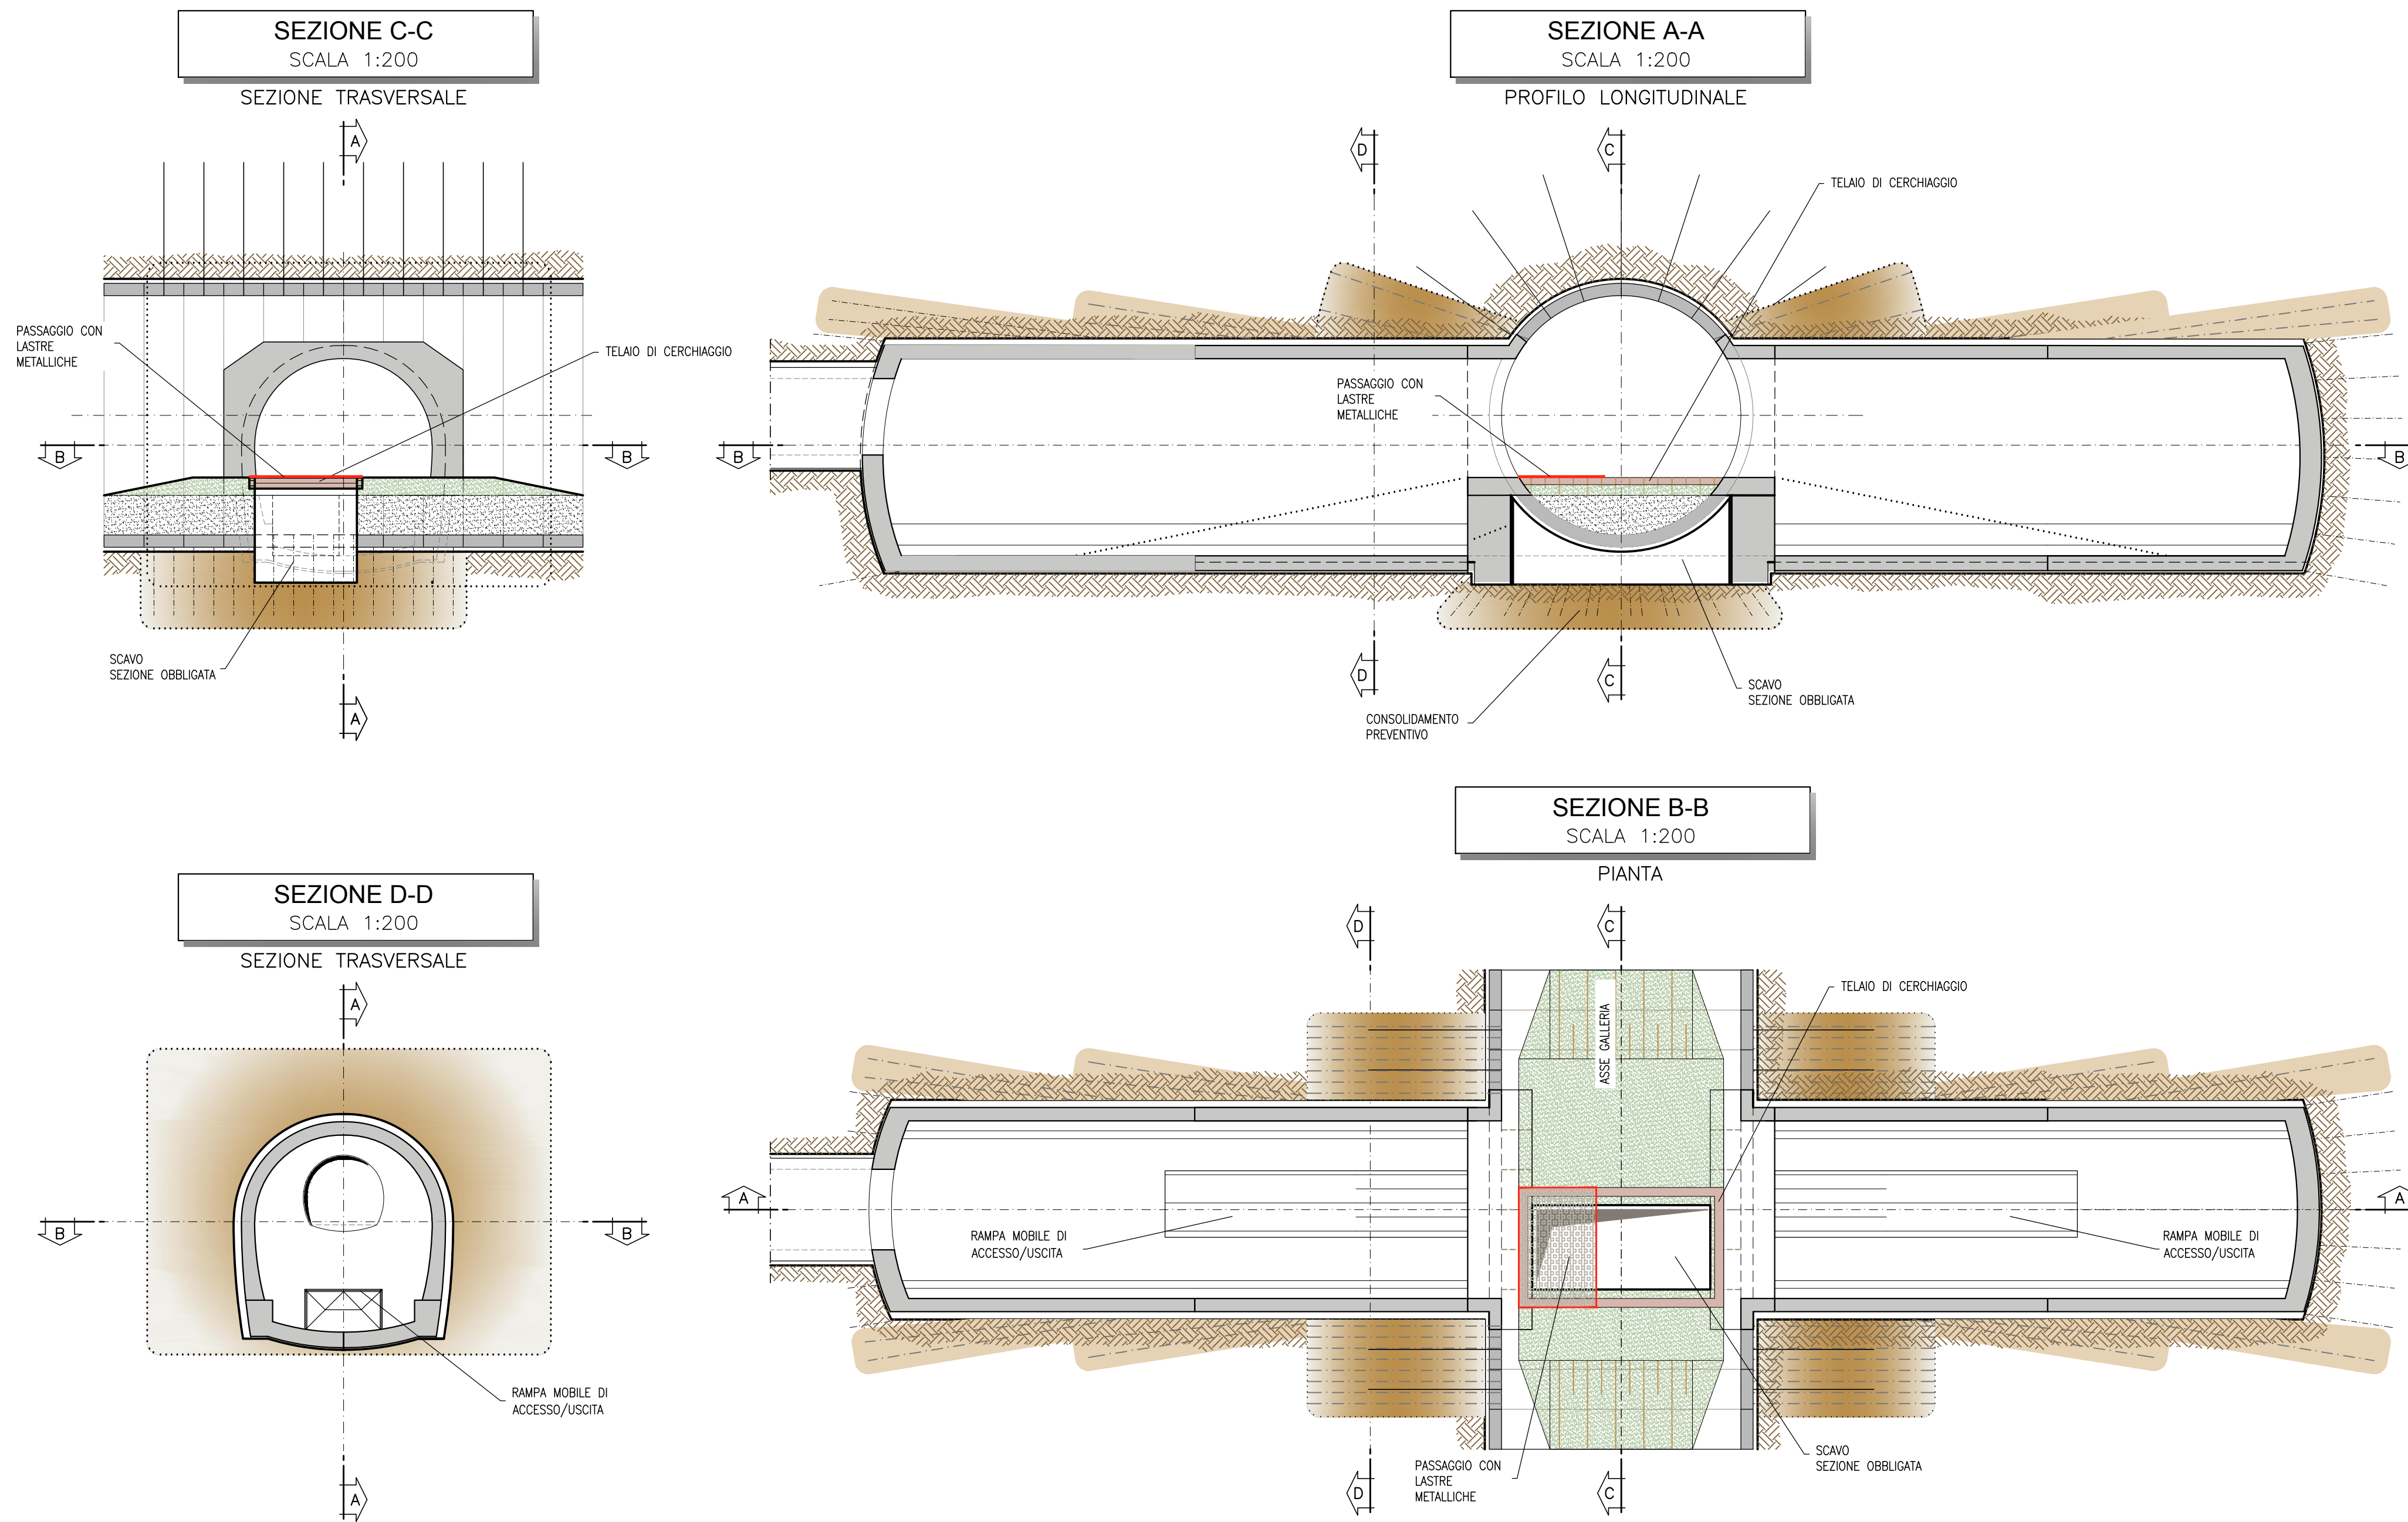 SEZIONE C-C
SCALA 1:200
SEZIONE TRASVERSALE
A
PASSAGGIO CON
LASTRE
METALLICHE
TELAIO DI CERCHIAGGIO
B
B
SCAVO
SEZIONE OBBLIGATA
A
SEZIONE A-A
SCALA 1:200
PROFILO LONGITUDINALE
D
C
TELAIO DI CERCHIAGGIO
PASSAGGIO CON
LASTRE
METALLICHE
B
B
D
C
SCAVO
SEZIONE OBBLIGATA
CONSOLIDAMENTO
PREVENTIVO
SEZIONE D-D
SCALA 1:200
SEZIONE TRASVERSALE
A
B
B
RAMPA MOBILE DI
ACCESSO/USCITA
A
SEZIONE B-B
SCALA 1:200
PIANTA
D
C
TELAIO DI CERCHIAGGIO
ASSE GALLERIA
A
A
RAMPA MOBILE DI
ACCESSO/USCITA
RAMPA MOBILE DI
ACCESSO/USCITA
SCAVO
SEZIONE OBBLIGATA
PASSAGGIO CON
LASTRE
METALLICHE
D
C